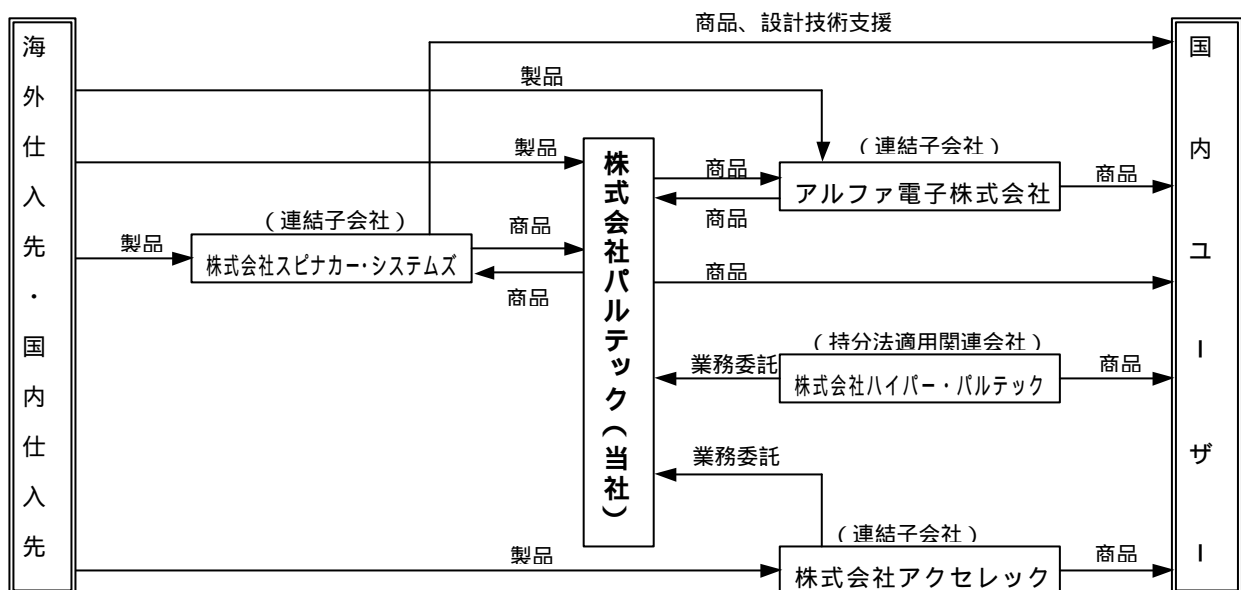 海外仕入先・国内仕入先
商品、設計技術支援
国内ユーザー
製品
製品
株式会社パルテック(当社)
(連結子会社)
商品
アルファ電子株式会社
商品
商品
(連結子会社)
製品
株式会社スピナカー・システムズ
商品
商品
商品
(持分法適用関連会社)
業務委託
株式会社ハイパー・パルテック
商品
業務委託
(連結子会社)
製品
株式会社アクセレック
商品